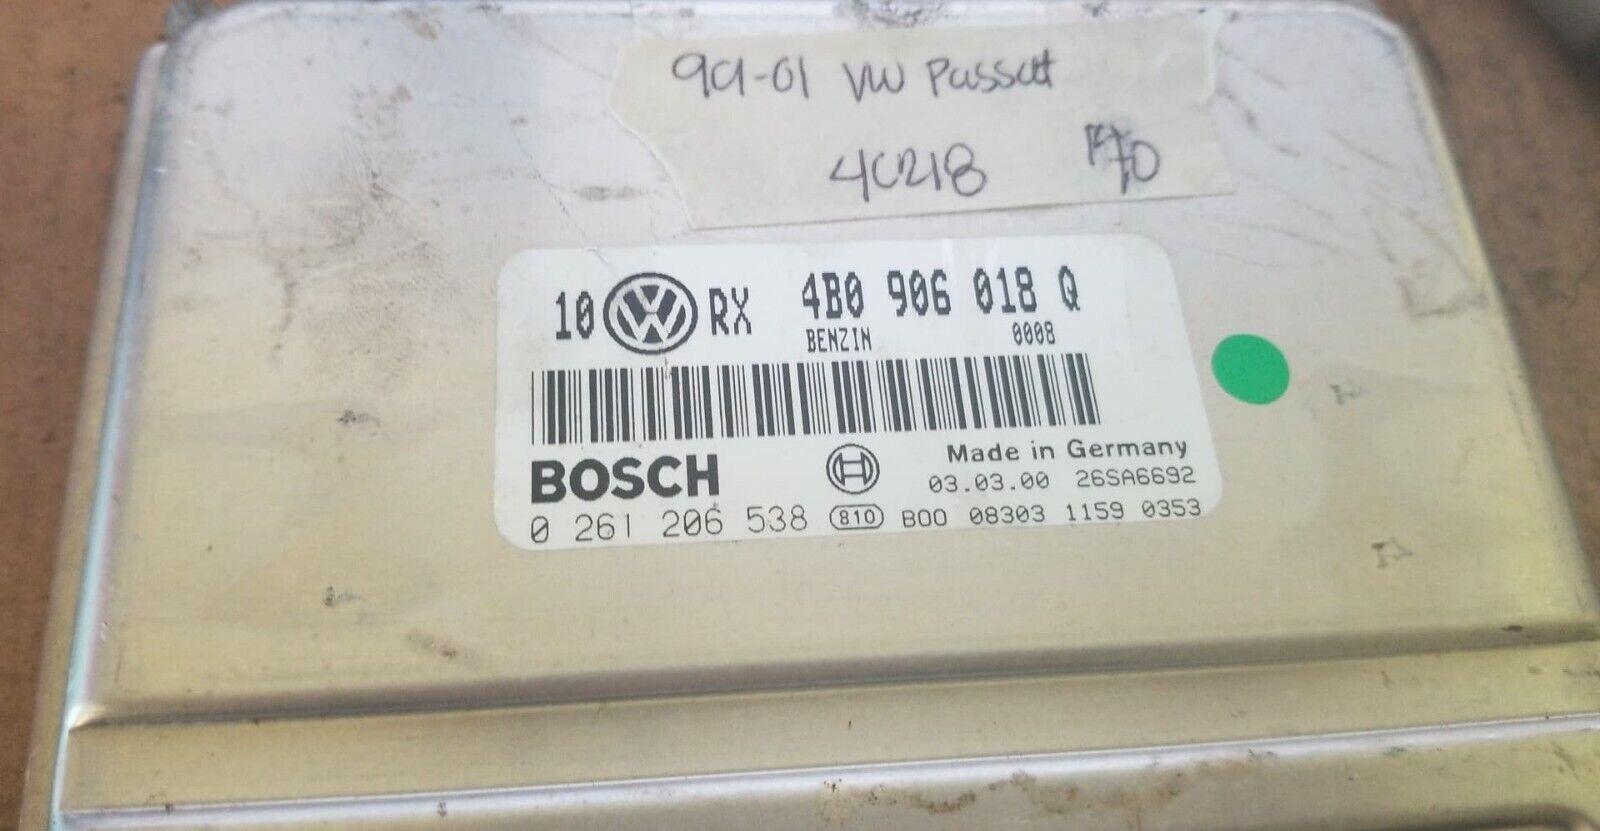 99-01 VW Passat
4C218 F70
10 RX 4B0 906 018 Q
BENZIN 0008
BOSCH Made in Germany
03.03.00 26SA6692
0 261 206 538 810 B00 08303 1159 0353